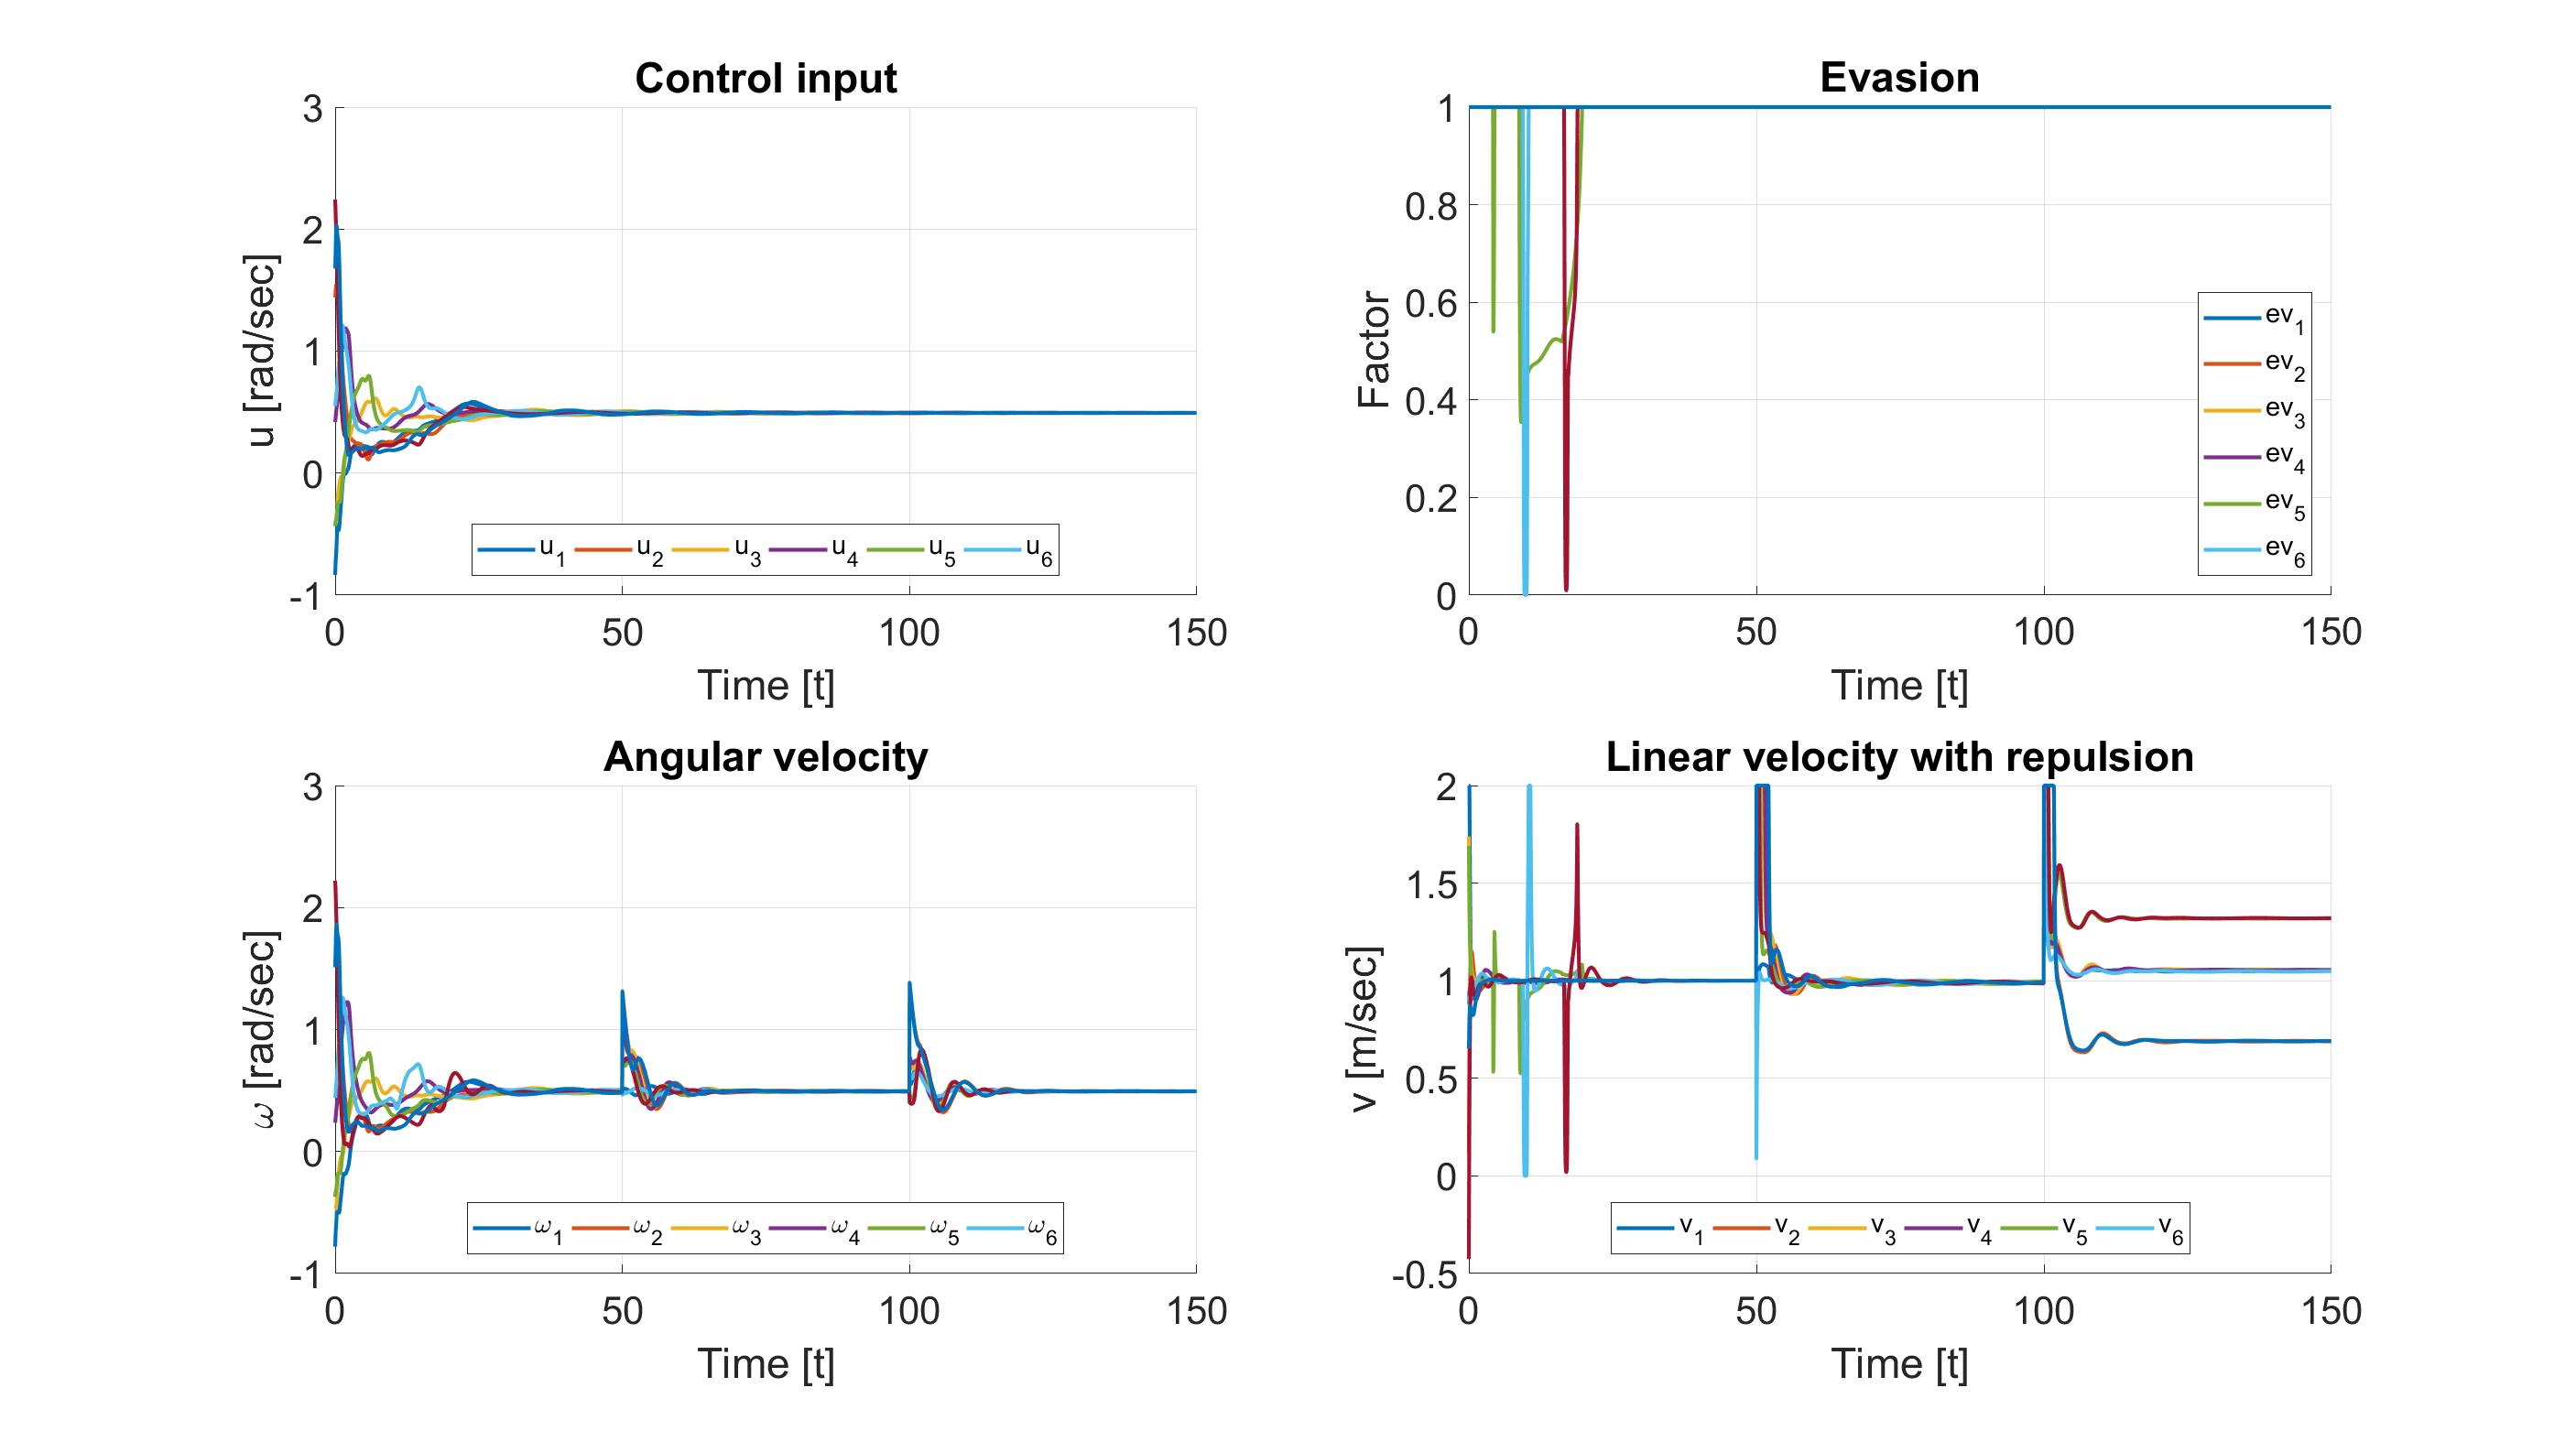 Control input
3
2
1
0
-1
u [rad/sec]
u1 u2 u3 u4 u5 u6
0 50 100 150
Time [t]
Evasion
1
0.8
0.6
0.4
0.2
0
Factor
ev1
ev2
ev3
ev4
ev5
ev6
0 50 100 150
Time [t]
Angular velocity
3
2
1
0
-1
ω [rad/sec]
ω1 ω2 ω3 ω4 ω5 ω6
0 50 100 150
Time [t]
Linear velocity with repulsion
2
1.5
1
0.5
0
-0.5
v [m/sec]
v1 v2 v3 v4 v5 v6
0 50 100 150
Time [t]